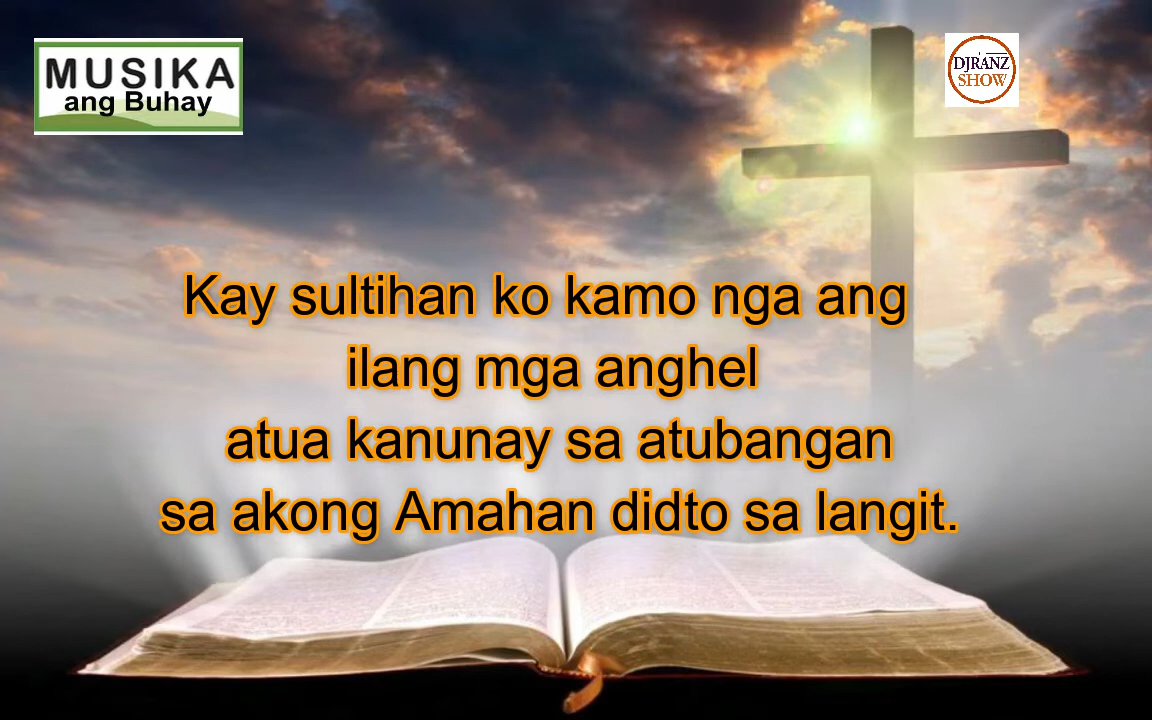 MUSIKA
ang Buhay
DJRANZ
SHOW
Kay sultihan ko kamo nga ang
ilang mga anghel
atua kanunay sa atubangan
sa akong Amahan didto sa langit.